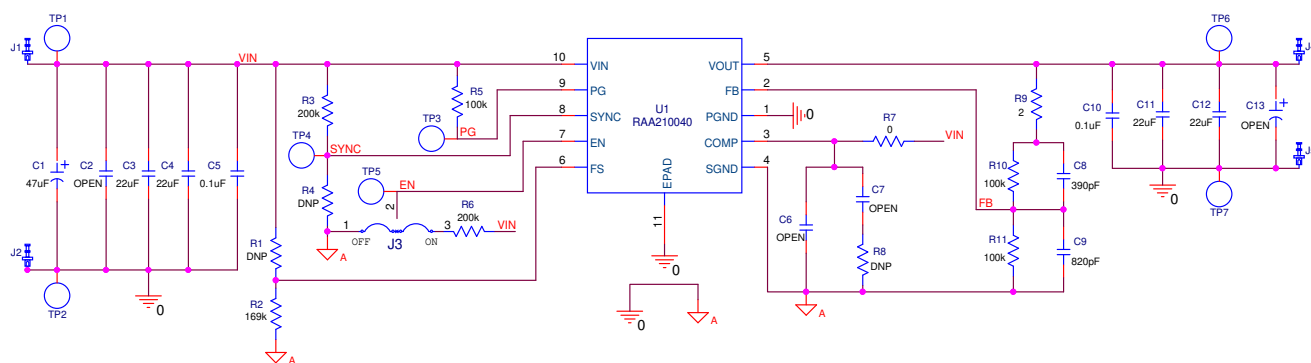 TP1
J1
VIN
TP6
J
10
VIN
VOUT
5
9
PG
FB
2
R5
100k
R3
200k
U1
RAA210040
8
SYNC
PGND
1
0
R9
2
C10
0.1uF
C11
22uF
C12
22uF
C13
OPEN
TP3
PG
TP4
SYNC
7
EN
COMP
3
R7
0
VIN
6
FS
SGND
4
J
C1
47uF
C2
OPEN
C3
22uF
C4
22uF
C5
0.1uF
R4
DNP
TP5
EN
2
EPAD
11
C7
OPEN
R10
100k
C8
390pF
0
TP7
FB
R6
200k
1
OFF
J3
ON
3
VIN
C6
OPEN
R8
DNP
R11
100k
C9
820pF
J2
R1
DNP
A
0
TP2
0
R2
169k
A
0
A
A